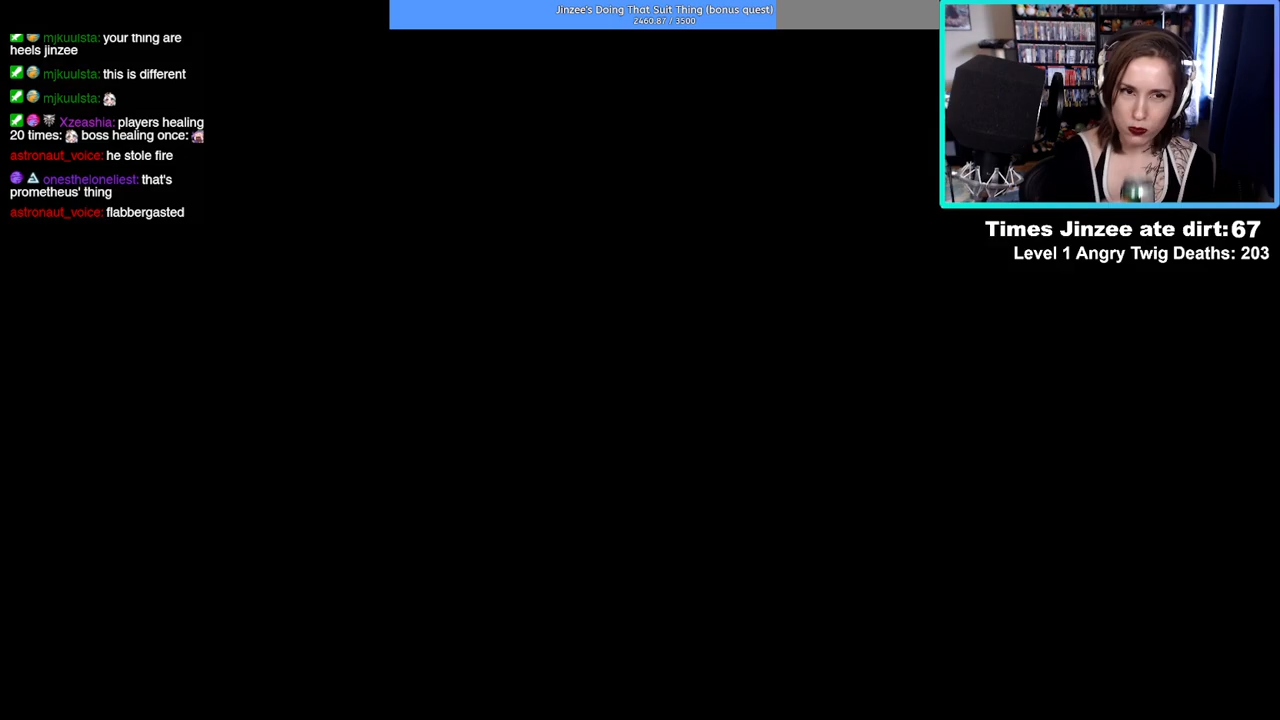 Jinzee's Doing That Suit Thing (bonus quest)
2460.87 / 3500
mjkuulsta: your thing are
heels jinzee
mjkuulsta: this is different
mjkuulsta:
Xzeashia: players healing
20 times: boss healing once:
astronaut_voice: he stole fire
onestheloneliest: that's
prometheus' thing
astronaut_voice: flabbergasted
Times Jinzee ate dirt: 67
Level 1 Angry Twig Deaths: 203